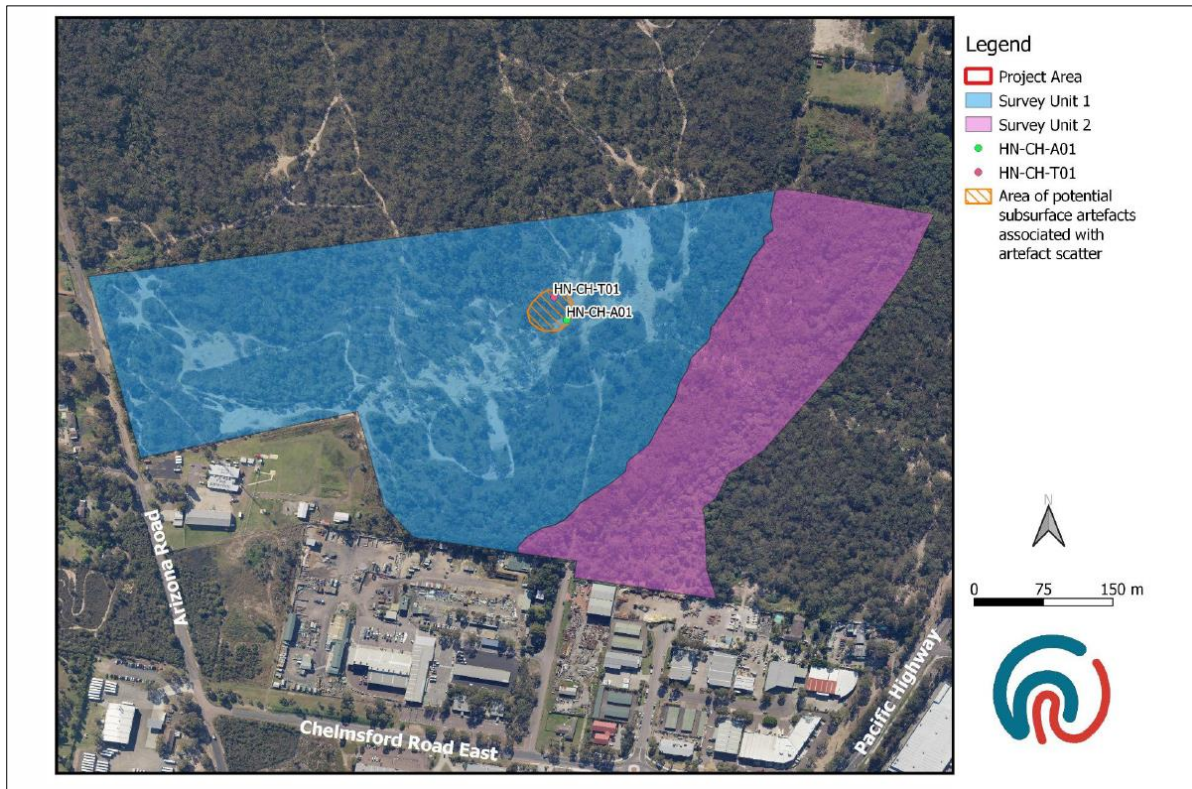 Legend
Project Area
Survey Unit 1
Survey Unit 2
HN-CH-A01
HN-CH-T01
Area of potential
subsurface artefacts
associated with
artefact scatter
HN-CH-T01
HN-CH-A01
Arizona Road
Chelmsford Road East
Pacific Highway
N
0 75 150 m